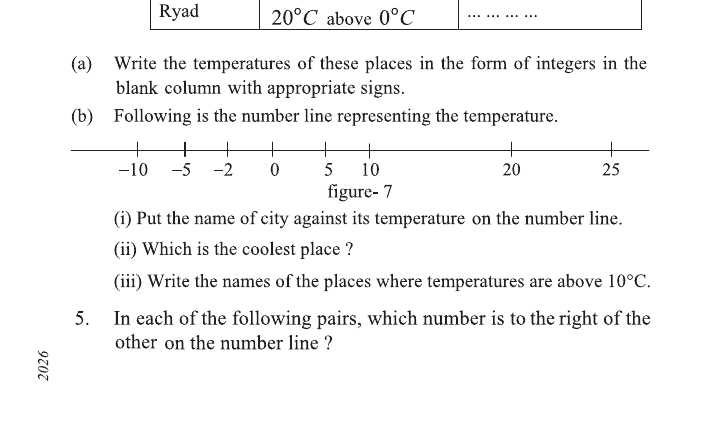 Ryad 20°C above 0°C ... ... ... ...
(a) Write the temperatures of these places in the form of integers in the
blank column with appropriate signs.
(b) Following is the number line representing the temperature.
−10 −5 −2 0 5 10 20 25
figure- 7
(i) Put the name of city against its temperature on the number line.
(ii) Which is the coolest place ?
(iii) Write the names of the places where temperatures are above 10°C.
5. In each of the following pairs, which number is to the right of the
other on the number line ?
2026